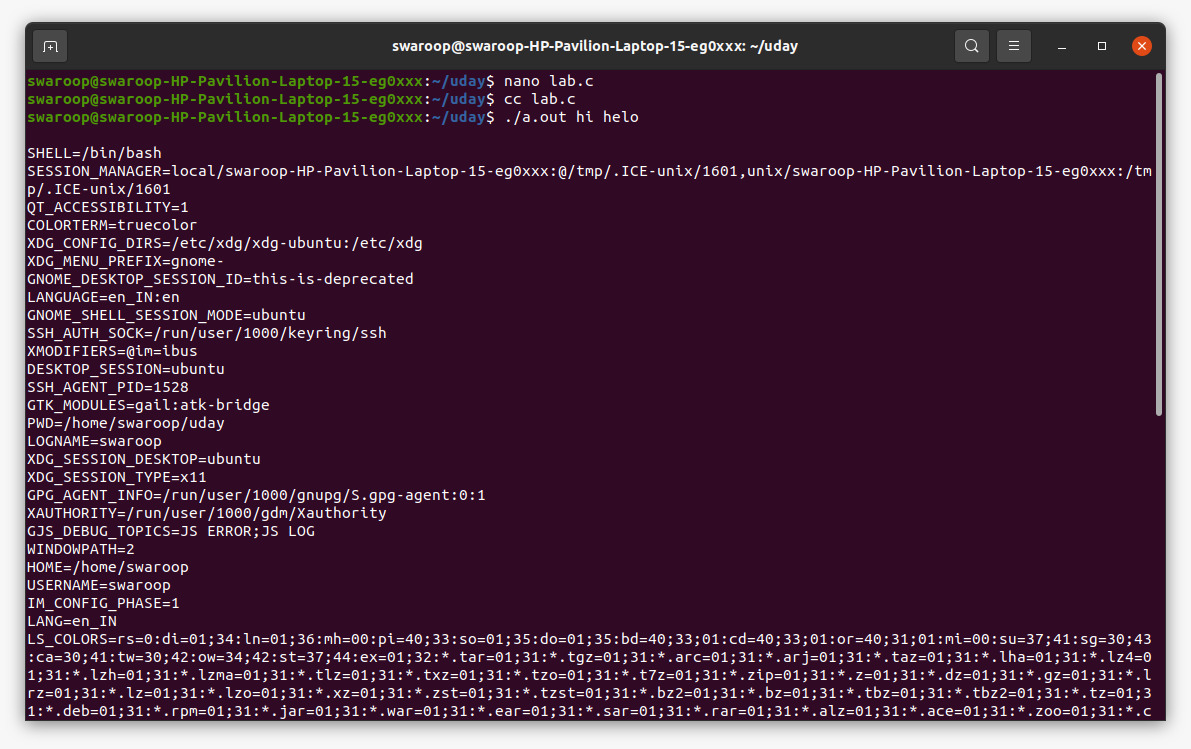 swaroop@swaroop-HP-Pavilion-Laptop-15-eg0xxx: ~/uday
swaroop@swaroop-HP-Pavilion-Laptop-15-eg0xxx:~/uday$ nano lab.c
swaroop@swaroop-HP-Pavilion-Laptop-15-eg0xxx:~/uday$ cc lab.c
swaroop@swaroop-HP-Pavilion-Laptop-15-eg0xxx:~/uday$ ./a.out hi helo
SHELL=/bin/bash
SESSION_MANAGER=local/swaroop-HP-Pavilion-Laptop-15-eg0xxx:@/tmp/.ICE-unix/1601,unix/swaroop-HP-Pavilion-Laptop-15-eg0xxx:/tm
p/.ICE-unix/1601
QT_ACCESSIBILITY=1
COLORTERM=truecolor
XDG_CONFIG_DIRS=/etc/xdg/xdg-ubuntu:/etc/xdg
XDG_MENU_PREFIX=gnome-
GNOME_DESKTOP_SESSION_ID=this-is-deprecated
LANGUAGE=en_IN:en
GNOME_SHELL_SESSION_MODE=ubuntu
SSH_AUTH_SOCK=/run/user/1000/keyring/ssh
XMODIFIERS=@im=ibus
DESKTOP_SESSION=ubuntu
SSH_AGENT_PID=1528
GTK_MODULES=gail:atk-bridge
PWD=/home/swaroop/uday
LOGNAME=swaroop
XDG_SESSION_DESKTOP=ubuntu
XDG_SESSION_TYPE=x11
GPG_AGENT_INFO=/run/user/1000/gnupg/S.gpg-agent:0:1
XAUTHORITY=/run/user/1000/gdm/Xauthority
GJS_DEBUG_TOPICS=JS ERROR;JS LOG
WINDOWPATH=2
HOME=/home/swaroop
USERNAME=swaroop
IM_CONFIG_PHASE=1
LANG=en_IN
LS_COLORS=rs=0:di=01;34:ln=01;36:mh=00:pi=40;33:so=01;35:do=01;35:bd=40;33;01:cd=40;33;01:or=40;31;01:mi=00:su=37;41:sg=30;43
:ca=30;41:tw=30;42:ow=34;42:st=37;44:ex=01;32:*.tar=01;31:*.tgz=01;31:*.arc=01;31:*.arj=01;31:*.taz=01;31:*.lha=01;31:*.lz4=0
1;31:*.lzh=01;31:*.lzma=01;31:*.tlz=01;31:*.txz=01;31:*.tzo=01;31:*.t7z=01;31:*.zip=01;31:*.z=01;31:*.dz=01;31:*.gz=01;31:*.l
rz=01;31:*.lz=01;31:*.lzo=01;31:*.xz=01;31:*.zst=01;31:*.tzst=01;31:*.bz2=01;31:*.bz=01;31:*.tbz=01;31:*.tbz2=01;31:*.tz=01;3
1:*.deb=01;31:*.rpm=01;31:*.jar=01;31:*.war=01;31:*.ear=01;31:*.sar=01;31:*.rar=01;31:*.alz=01;31:*.ace=01;31:*.zoo=01;31:*.c